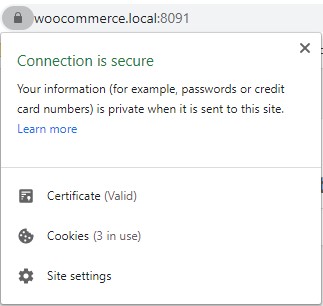 woocommerce.local:8091
Connection is secure
Your information (for example, passwords or credit
card numbers) is private when it is sent to this site.
Learn more
Certificate (Valid)
Cookies (3 in use)
Site settings